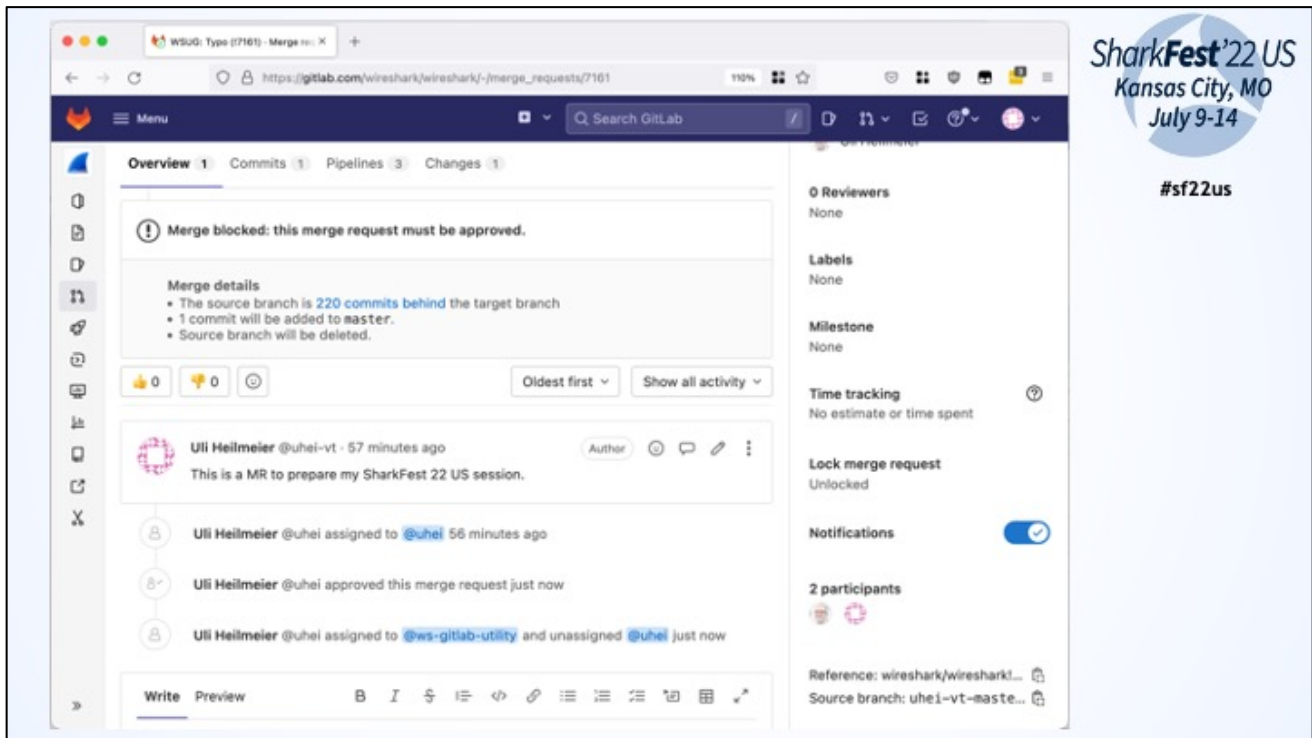 WSUG: Typo (!7161) · Merge re
https://gitlab.com/wireshark/wireshark/-/merge_requests/7161
110%
Menu
Search GitLab
/
Overview 1 Commits 1 Pipelines 3 Changes 1
Merge blocked: this merge request must be approved.
Merge details
• The source branch is 220 commits behind the target branch
• 1 commit will be added to master.
• Source branch will be deleted.
0 0
Oldest first Show all activity
Uli Heilmeier @uhei-vt · 57 minutes ago
Author
This is a MR to prepare my SharkFest 22 US session.
Uli Heilmeier @uhei assigned to @uhei 56 minutes ago
Uli Heilmeier @uhei approved this merge request just now
Uli Heilmeier @uhei assigned to @ws-gitlab-utility and unassigned @uhei just now
Write Preview
B I S
0 Reviewers
None
Labels
None
Milestone
None
Time tracking
No estimate or time spent
Lock merge request
Unlocked
Notifications
2 participants
Reference: wireshark/wireshark!...
Source branch: uhei-vt-maste...
SharkFest'22 US
Kansas City, MO
July 9-14
#sf22us